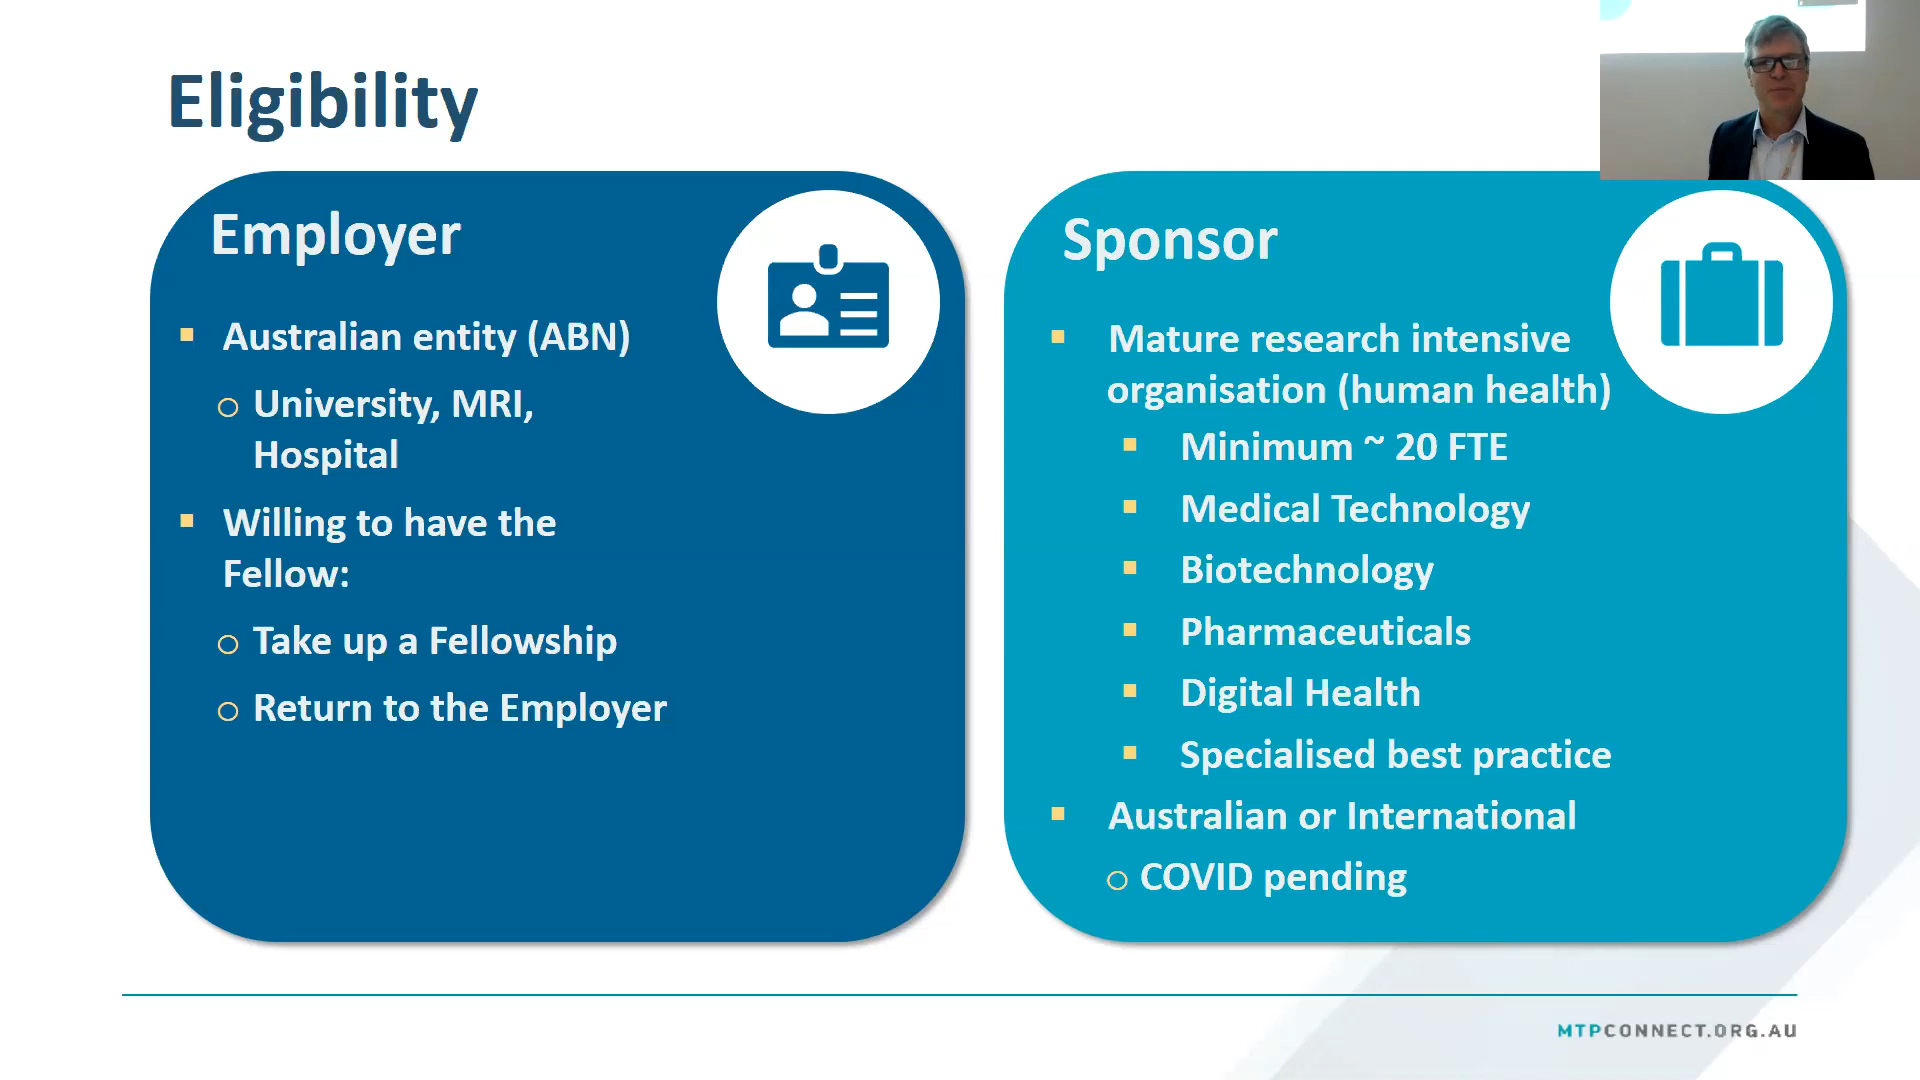 Eligibility
Employer
Australian entity (ABN)
University, MRI,
Hospital
Willing to have the
Fellow:
Take up a Fellowship
Return to the Employer
Sponsor
Mature research intensive
organisation (human health)
Minimum ~ 20 FTE
Medical Technology
Biotechnology
Pharmaceuticals
Digital Health
Specialised best practice
Australian or International
COVID pending
MTPCONNECT.ORG.AU